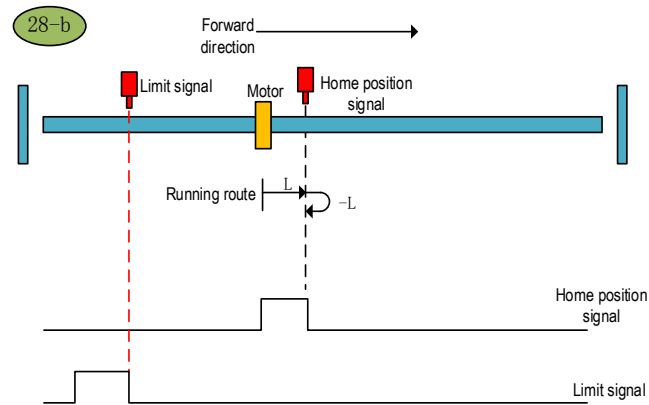 28-b
Forward
direction
Limit signal
Motor
Home position
signal
Running route
L
-L
Home position
signal
Limit signal